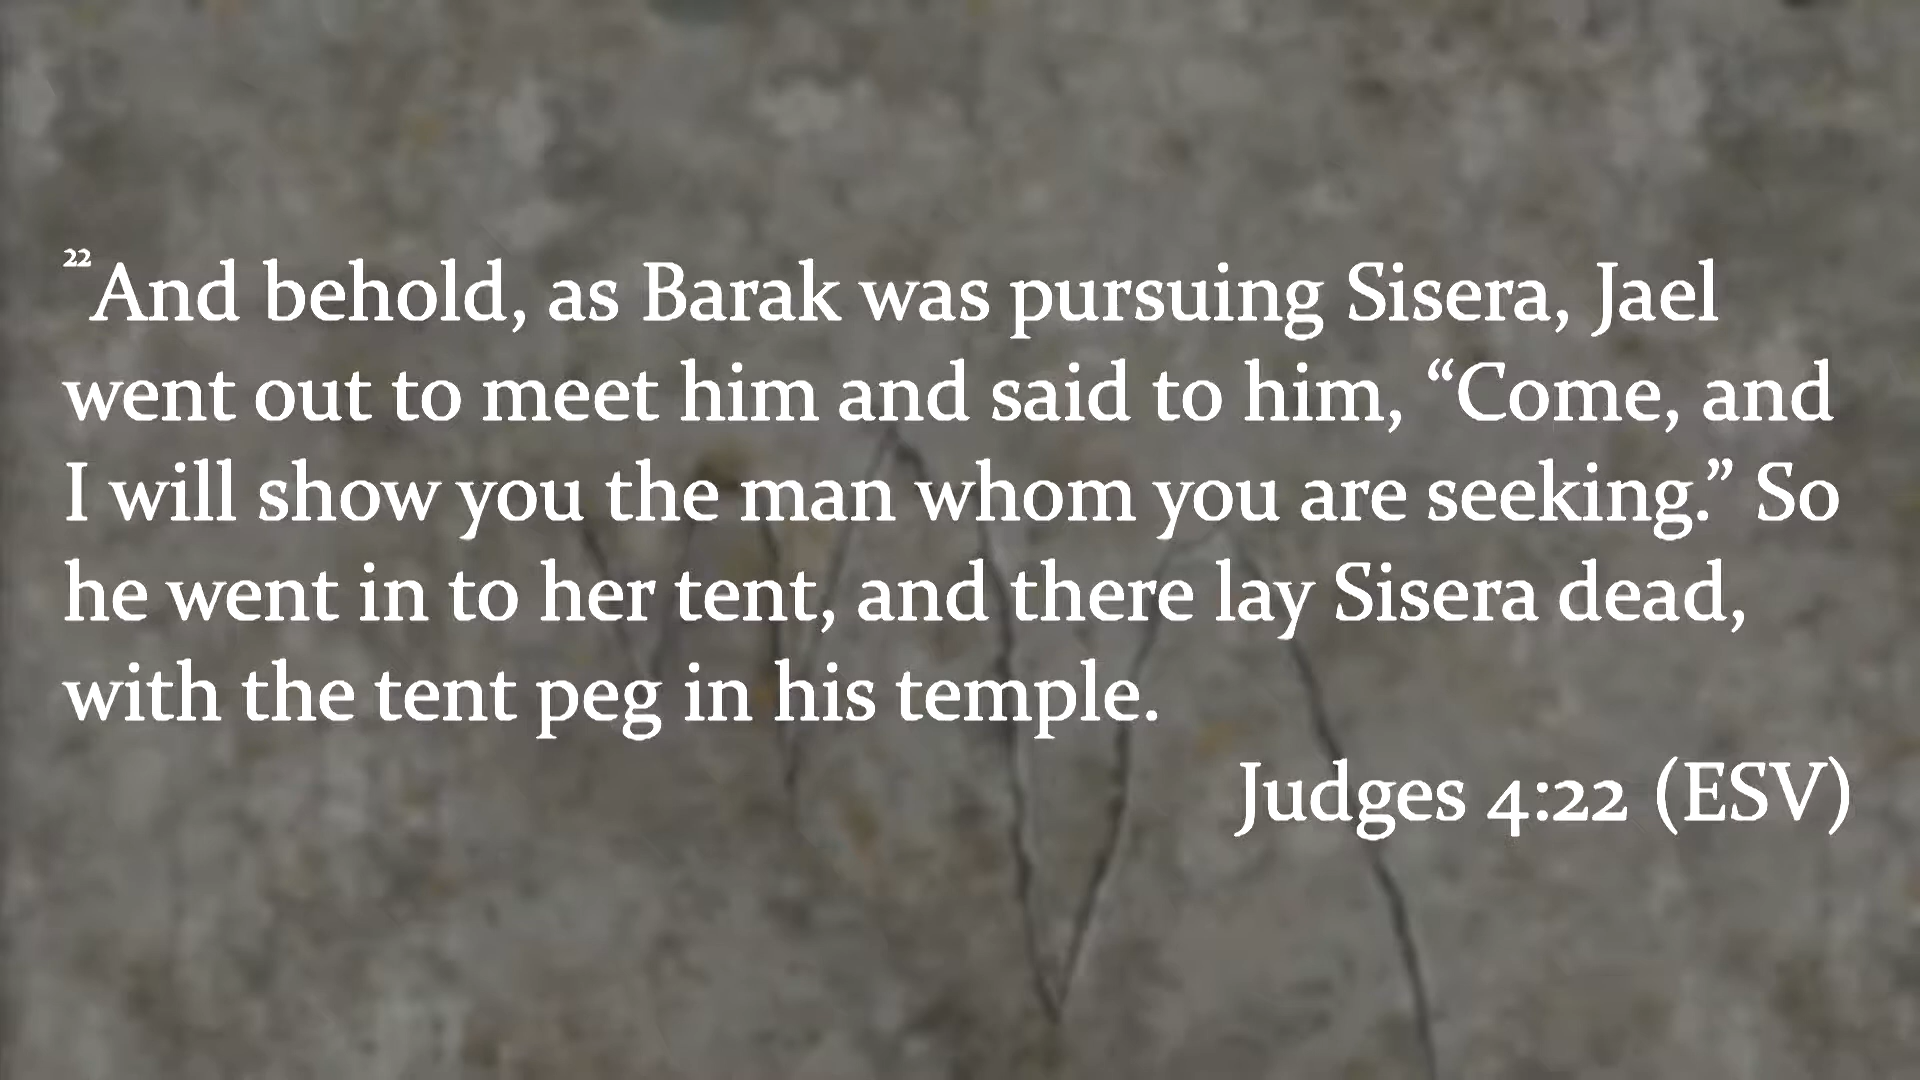 22And behold, as Barak was pursuing Sisera, Jael
went out to meet him and said to him, “Come, and
I will show you the man whom you are seeking.” So
he went in to her tent, and there lay Sisera dead,
with the tent peg in his temple.
Judges 4:22 (ESV)